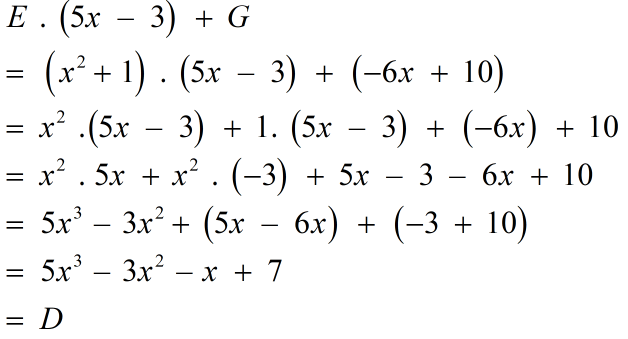 E . (5x − 3) + G
= (x² + 1) . (5x − 3) + (−6x + 10)
= x² .(5x − 3) + 1. (5x − 3) + (−6x) + 10
= x² . 5x + x² . (−3) + 5x − 3 − 6x + 10
= 5x³ − 3x² + (5x − 6x) + (−3 + 10)
= 5x³ − 3x² − x + 7
= D